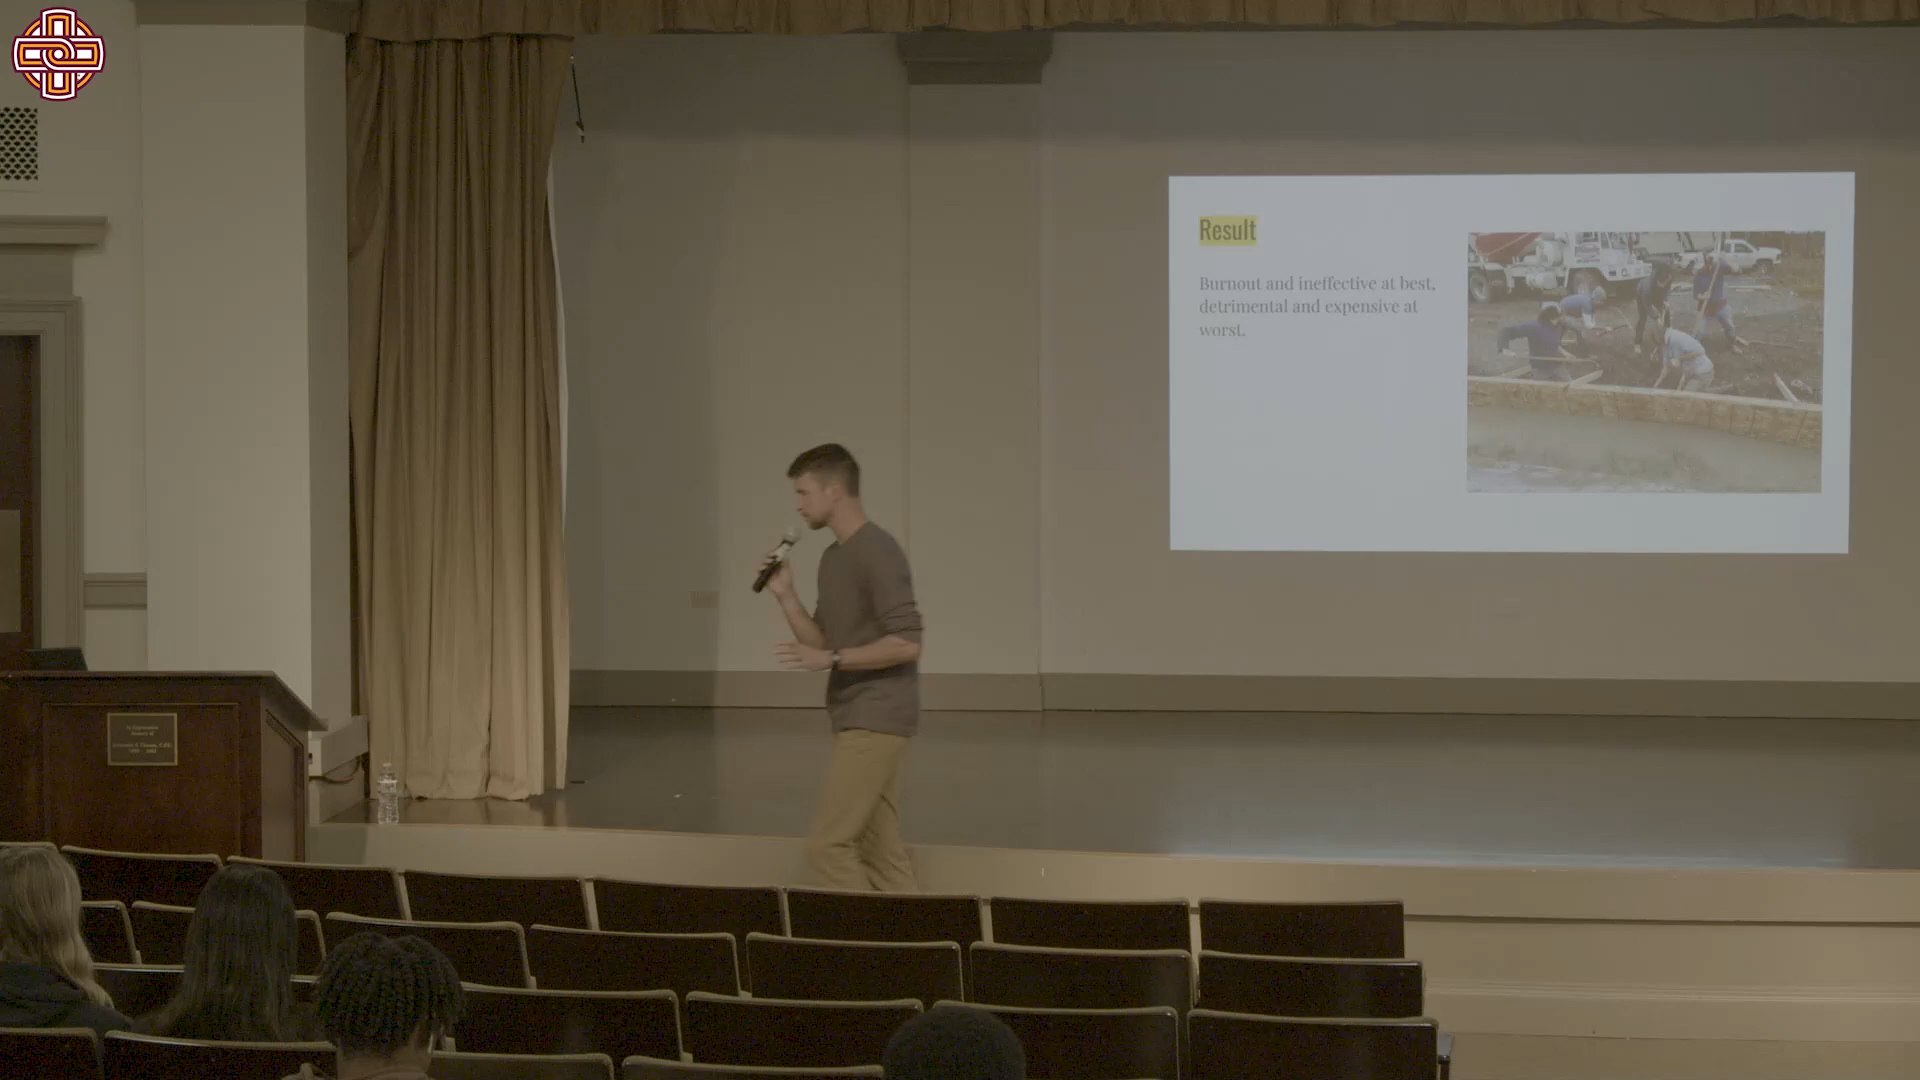 Result
Burnout and ineffective at best,
detrimental and expensive at
worst.